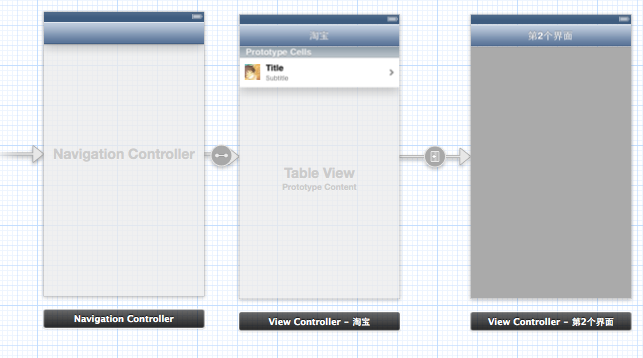 Navigation Controller
Navigation Controller
淘宝
Prototype Cells
Title
Subtitle
Table View
Prototype Content
View Controller - 淘宝
第2个界面
View Controller - 第2个界面